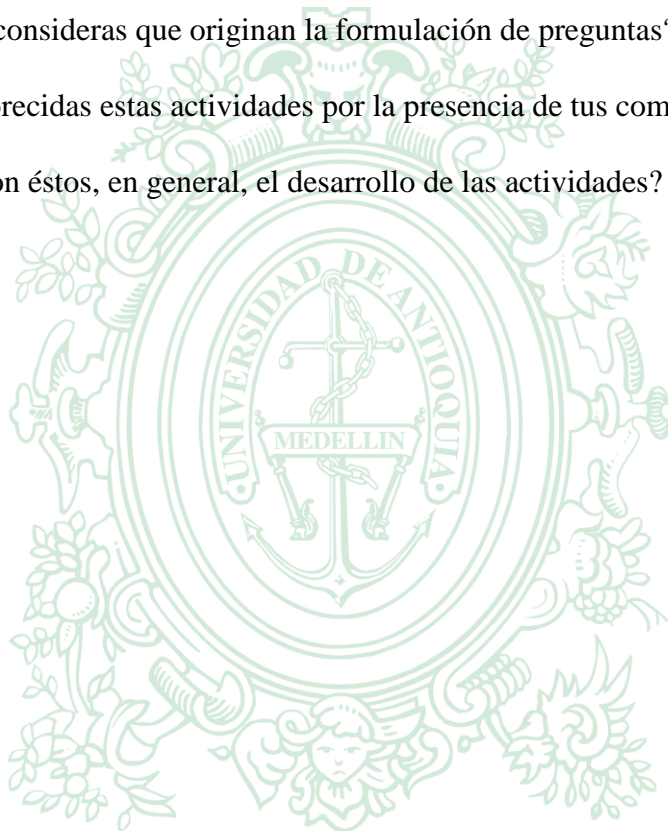 consideras que originan la formulación de preguntas
recidas estas actividades por la presencia de tus com
on éstos, en general, el desarrollo de las actividades?
UNIVERSIDAD DE ANTIOQUIA
MEDELLIN